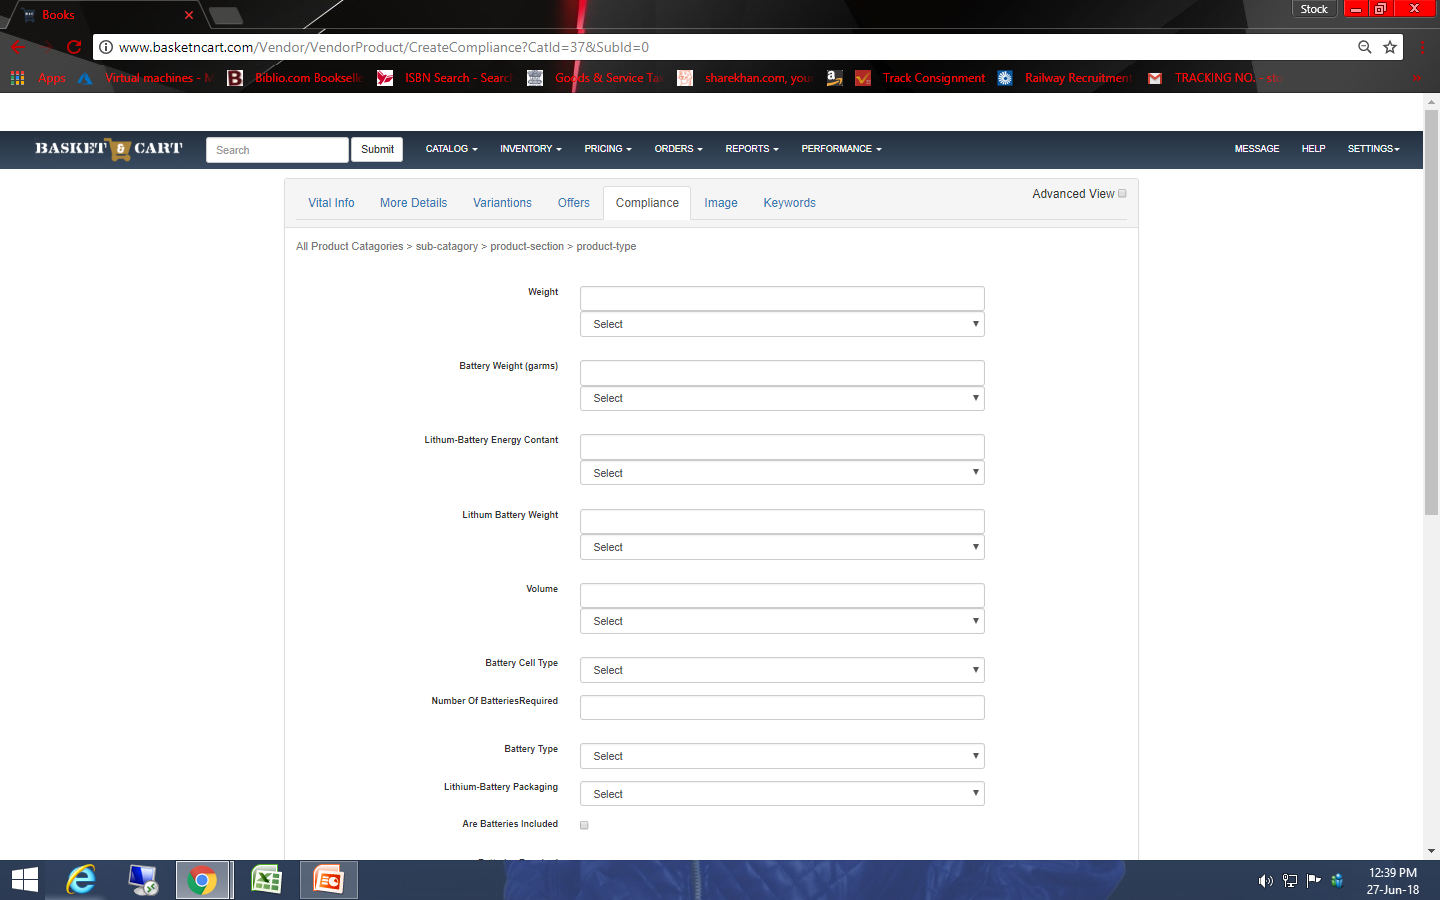 Books
Stock
www.basketncart.com/Vendor/VendorProduct/CreateCompliance?CatId=37&SubId=0
Apps Virtual machines - M Biblio.com Bookselle ISBN Search - Search Goods & Service Tax sharekhan.com, your Track Consignment Railway Recruitment TRACKING NO. -
BASKET & CART Search Submit CATALOG INVENTORY PRICING ORDERS REPORTS PERFORMANCE MESSAGE HELP SETTINGS
Vital Info More Details Variantions Offers Compliance Image Keywords Advanced View
All Product Catagories > sub-catagory > product-section > product-type
Weight
Select
Battery Weight (garms)
Select
Lithum-Battery Energy Contant
Select
Lithum Battery Weight
Select
Volume
Select
Battery Cell Type Select
Number Of BatteriesRequired
Battery Type Select
Lithium-Battery Packaging Select
Are Batteries Included
12:39 PM
27-Jun-18